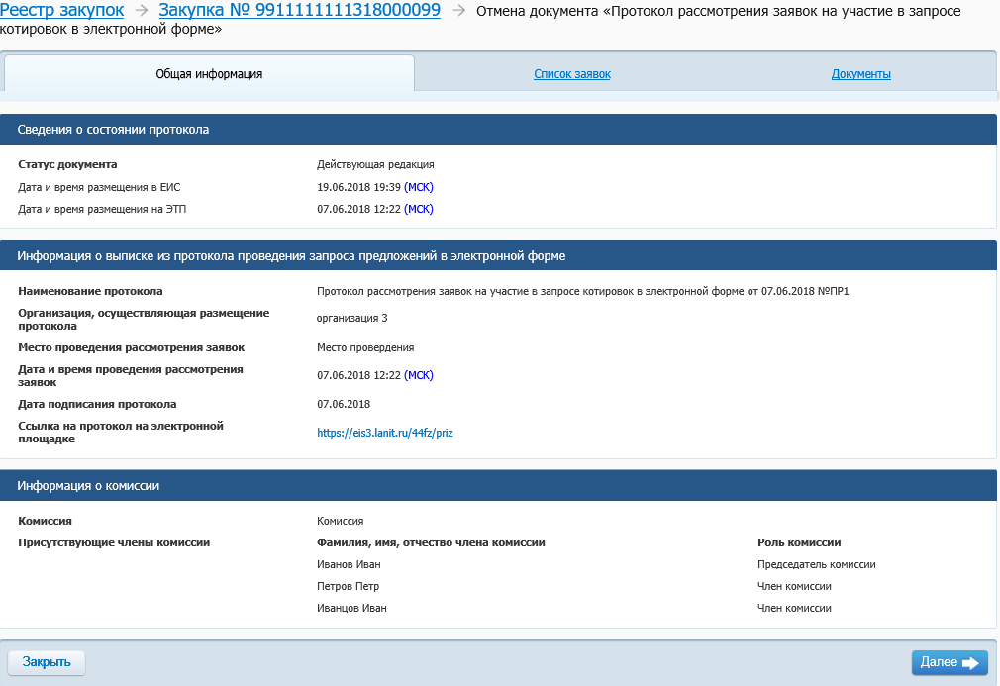 Реестр закупок → Закупка № 9911111111318000099 → Отмена документа «Протокол рассмотрения заявок на участие в запросе
котировок в электронной форме»
Общая информация Список заявок Документы
Сведения о состоянии протокола
Статус документа Действующая редакция
Дата и время размещения в ЕИС 19.06.2018 19:39 (МСК)
Дата и время размещения на ЭТП 07.06.2018 12:22 (МСК)
Информация о выписке из протокола проведения запроса предложений в электронной форме
Наименование протокола Протокол рассмотрения заявок на участие в запросе котировок в электронной форме от 07.06.2018 №ПР1
Организация, осуществляющая размещение
протокола организация 3
Место проведения рассмотрения заявок Место провердения
Дата и время проведения рассмотрения
заявок 07.06.2018 12:22 (МСК)
Дата подписания протокола 07.06.2018
Ссылка на протокол на электронной
площадке https://eis3.lanit.ru/44fz/priz
Информация о комиссии
Комиссия Комиссия
Присутствующие члены комиссии Фамилия, имя, отчество члена комиссии Роль комиссии
Иванов Иван Председатель комиссии
Петров Петр Член комиссии
Иванцов Иван Член комиссии
Закрыть Далее